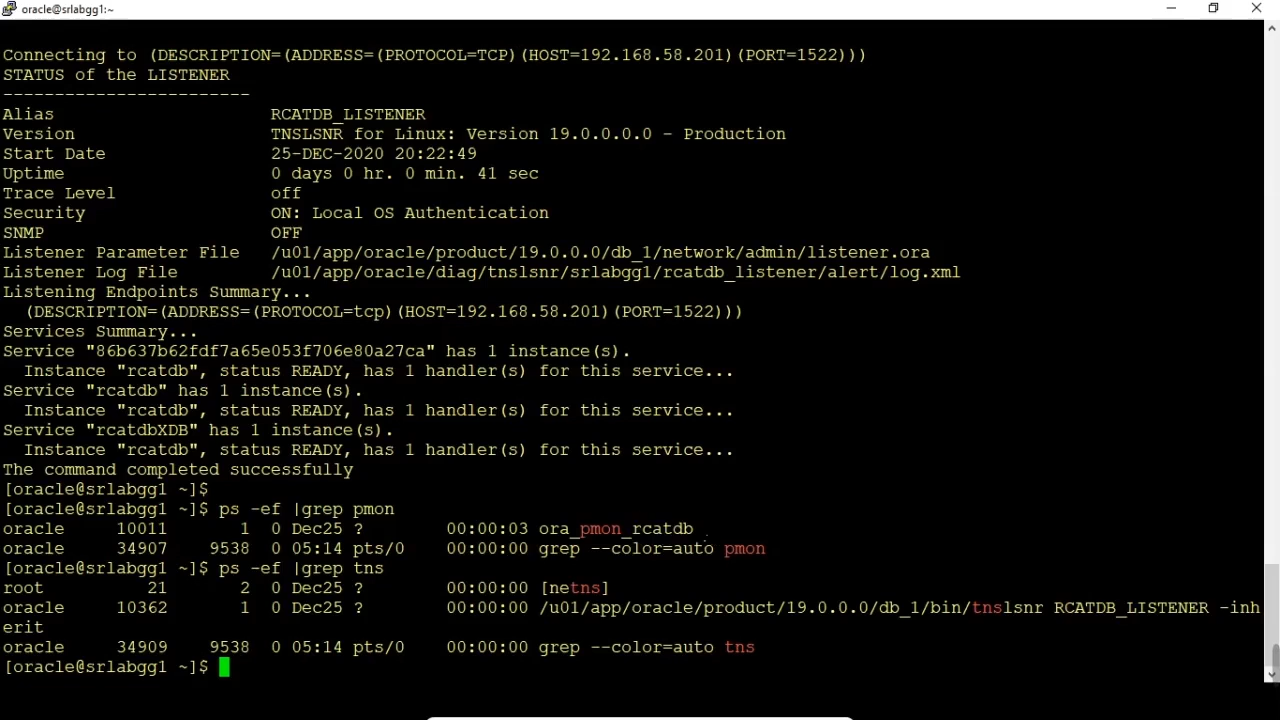 oracle@srlabgg1:~
Connecting to (DESCRIPTION=(ADDRESS=(PROTOCOL=TCP)(HOST=192.168.58.201)(PORT=1522)))
STATUS of the LISTENER
------------------------
Alias                     RCATDB_LISTENER
Version                   TNSLSNR for Linux: Version 19.0.0.0.0 - Production
Start Date                25-DEC-2020 20:22:49
Uptime                    0 days 0 hr. 0 min. 41 sec
Trace Level               off
Security                  ON: Local OS Authentication
SNMP                      OFF
Listener Parameter File   /u01/app/oracle/product/19.0.0.0/db_1/network/admin/listener.ora
Listener Log File         /u01/app/oracle/diag/tnslsnr/srlabgg1/rcatdb_listener/alert/log.xml
Listening Endpoints Summary...
  (DESCRIPTION=(ADDRESS=(PROTOCOL=tcp)(HOST=192.168.58.201)(PORT=1522)))
Services Summary...
Service "86b637b62fdf7a65e053f706e80a27ca" has 1 instance(s).
  Instance "rcatdb", status READY, has 1 handler(s) for this service...
Service "rcatdb" has 1 instance(s).
  Instance "rcatdb", status READY, has 1 handler(s) for this service...
Service "rcatdbXDB" has 1 instance(s).
  Instance "rcatdb", status READY, has 1 handler(s) for this service...
The command completed successfully
[oracle@srlabgg1 ~]$
[oracle@srlabgg1 ~]$ ps -ef |grep pmon
oracle     10011      1  0 Dec25 ?        00:00:03 ora_pmon_rcatdb
oracle     34907   9538  0 05:14 pts/0    00:00:00 grep --color=auto pmon
[oracle@srlabgg1 ~]$ ps -ef |grep tns
root          21      2  0 Dec25 ?        00:00:00 [netns]
oracle     10362      1  0 Dec25 ?        00:00:00 /u01/app/oracle/product/19.0.0.0/db_1/bin/tnslsnr RCATDB_LISTENER -inh
erit
oracle     34909   9538  0 05:14 pts/0    00:00:00 grep --color=auto tns
[oracle@srlabgg1 ~]$